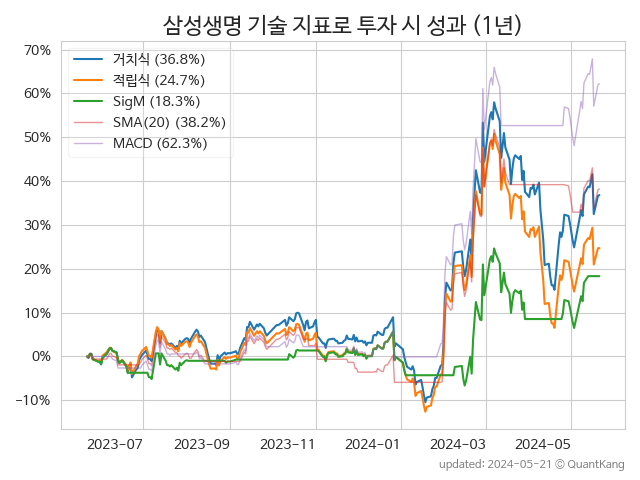 삼성생명 기술 지표로 투자 시 성과 (1년)
거치식 (36.8%)
적립식 (24.7%)
SigM (18.3%)
SMA(20) (38.2%)
MACD (62.3%)
70%
60%
50%
40%
30%
20%
10%
0%
−10%
2023−07
2023−09
2023−11
2024−01
2024−03
2024−05
updated: 2024-05-21 © QuantKang